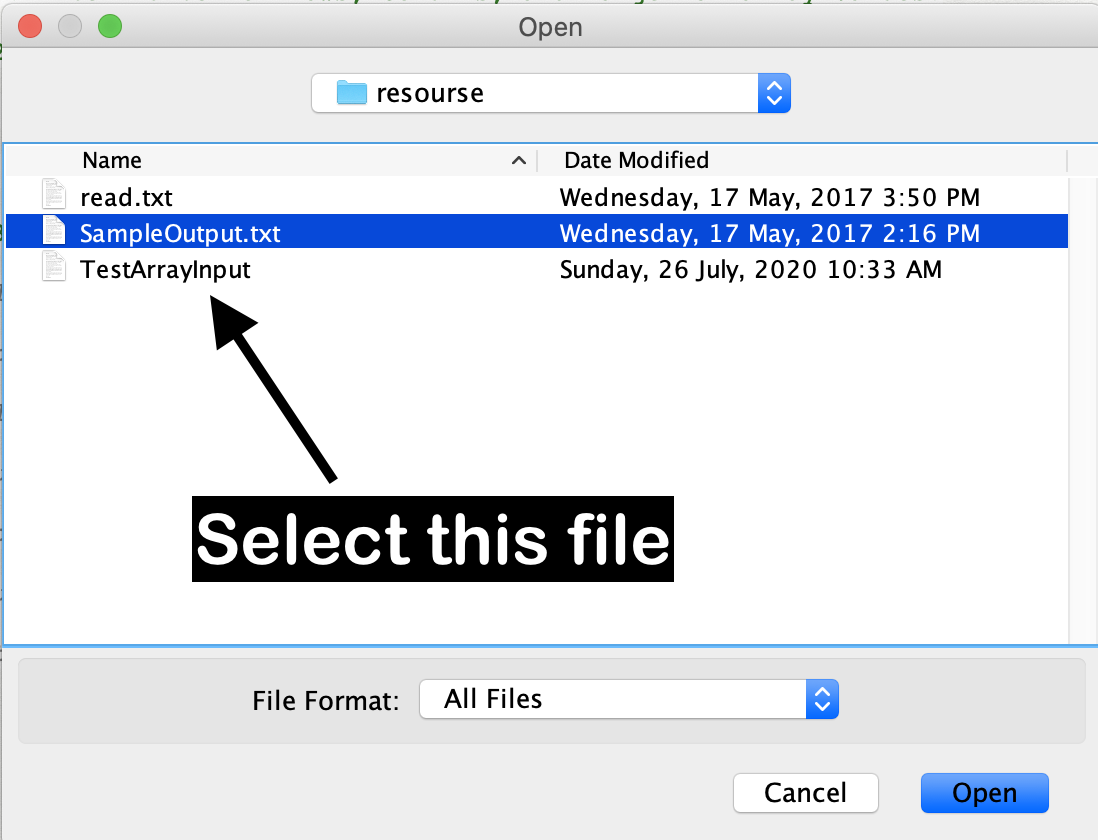 Open
resourse
Name Date Modified
read.txt Wednesday, 17 May, 2017 3:50 PM
SampleOutput.txt Wednesday, 17 May, 2017 2:16 PM
TestArrayInput Sunday, 26 July, 2020 10:33 AM
Select this file
File Format: All Files
Cancel Open